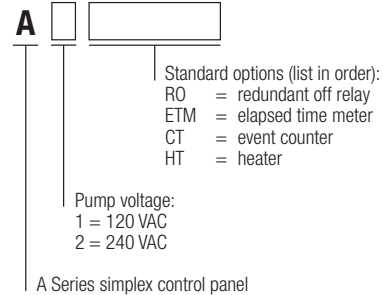 A
Standard options (list in order):
RO = redundant off relay
ETM = elapsed time meter
CT = event counter
HT = heater
Pump voltage:
1 = 120 VAC
2 = 240 VAC
A Series simplex control panel